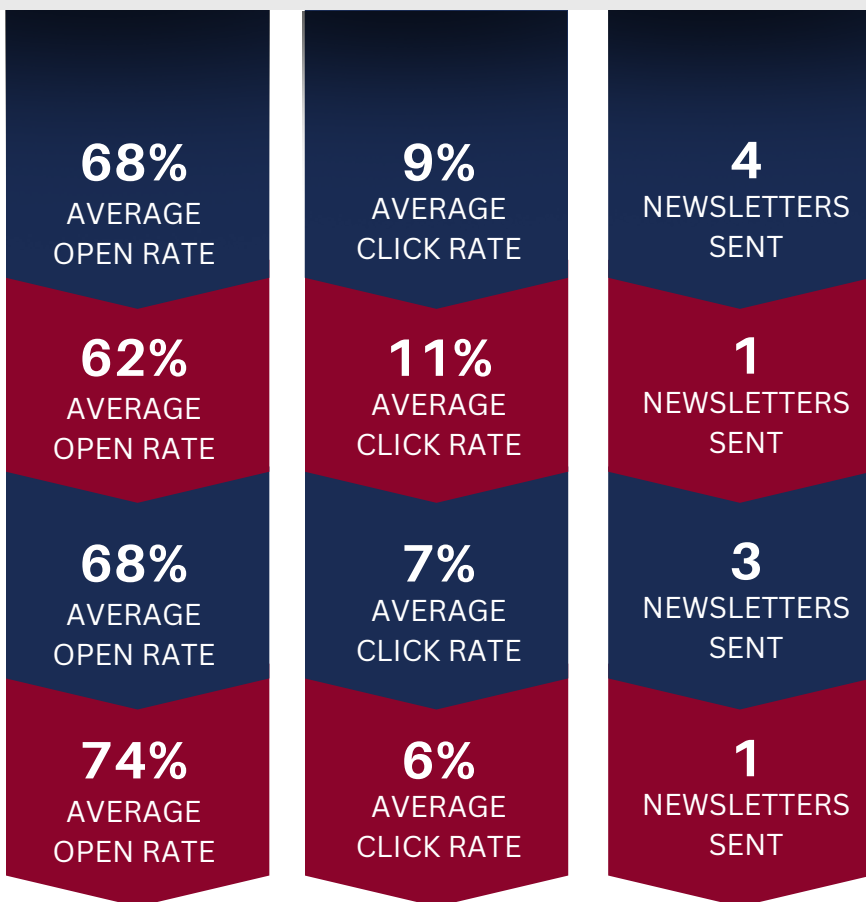 68%
AVERAGE
OPEN RATE
9%
AVERAGE
CLICK RATE
4
NEWSLETTERS
SENT
62%
AVERAGE
OPEN RATE
11%
AVERAGE
CLICK RATE
1
NEWSLETTERS
SENT
68%
AVERAGE
OPEN RATE
7%
AVERAGE
CLICK RATE
3
NEWSLETTERS
SENT
74%
AVERAGE
OPEN RATE
6%
AVERAGE
CLICK RATE
1
NEWSLETTERS
SENT